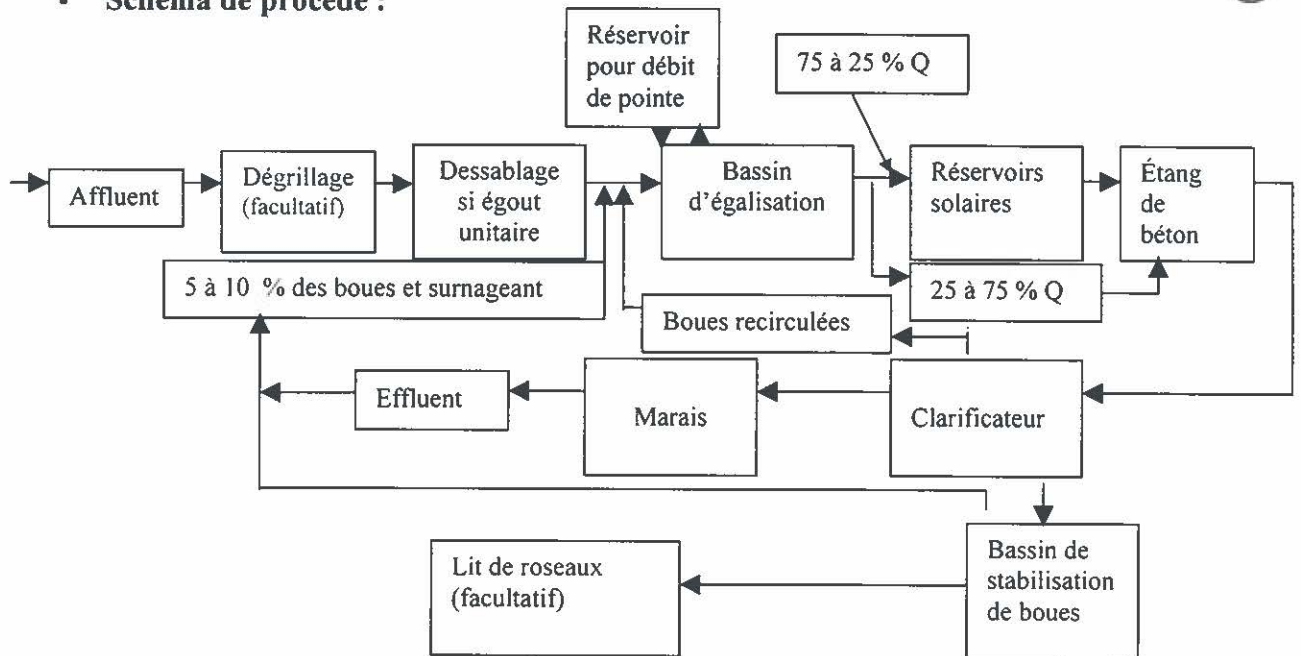 • Schéma de procédé :
Réservoir
pour débit
de pointe
75 à 25 % Q
Affluent
Dégrillage
(facultatif)
Dessablage
si égout
unitaire
Bassin
d'égalisation
Réservoirs
solaires
Étang
de
béton
5 à 10 % des boues et surnageant
25 à 75 % Q
Boues recirculées
Effluent
Marais
Clarificateur
Lit de roseaux
(facultatif)
Bassin de
stabilisation
de boues